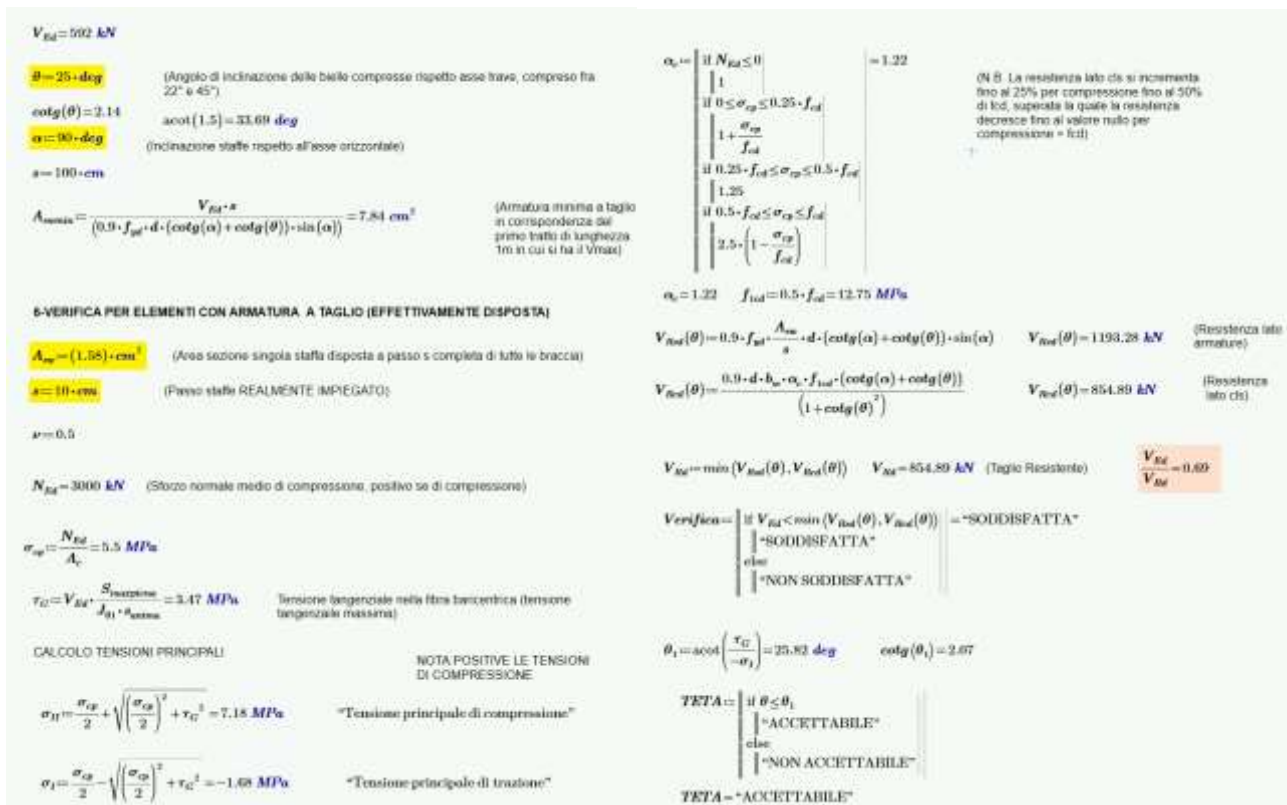 V_Ed = 592 kN
θ := 25 · deg
(Angolo di inclinazione delle bielle compresse rispetto asse trave, compreso fra
22° e 45°)
cotg(θ) = 2.14
acot(1.5) = 33.69 deg
α := 90 · deg
(Inclinazione staffe rispetto all'asse orizzontale)
s := 100 · cm
A_swmin := V_Ed · s / (0.9 · f_yd · d · (cotg(α) + cotg(θ)) · sin(α)) = 7.84 cm²
(Armatura minima a taglio
in corrispondenza del
primo tratto di lunghezza
1m in cui si ha il Vmax)
6-VERIFICA PER ELEMENTI CON ARMATURA A TAGLIO (EFFETTIVAMENTE DISPOSTA)
A_sw := (1.58) · cm²
(Area sezione singola staffa disposta a passo s completa di tutte le braccia)
s := 10 · cm
(Passo staffe REALMENTE IMPIEGATO)
ν := 0.5
N_Ed = 3000 kN
(Sforzo normale medio di compressione, positivo se di compressione)
σ_cp := N_Ed / A_c = 5.5 MPa
Tensione tangenziale nella fibra baricentrica (tensione
tangenziale massima)
= 3.47 MPa
CALCOLO TENSIONI PRINCIPALI
NOTA POSITIVE LE TENSIONI
DI COMPRESSIONE
σ_II := σ_cp / 2 + √((σ_cp / 2)² + τ_G²) = 7.18 MPa
"Tensione principale di compressione"
σ_I := σ_cp / 2 − √((σ_cp / 2)² + τ_G²) = −1.68 MPa
"Tensione principale di trazione"
α_c := if N_Ed ≤ 0 = 1.22
1
if 0 ≤ σ_cp ≤ 0.25 · f_cd
1 + σ_cp / f_cd
if 0.25 · f_cd ≤ σ_cp ≤ 0.5 · f_cd
1.25
if 0.5 · f_cd ≤ σ_cp ≤ f_cd
2.5 · (1 − σ_cp / f_cd)
(N.B. La resistenza lato cls si incrementa
fino al 25% per compressione fino al 50%
di fcd, superata la quale la resistenza
decresce fino al valore nullo per
compressione = fcd)
α_c = 1.22 f_1cd := 0.5 · f_cd = 12.75 MPa
V_Rsd(θ) := 0.9 · f_yd · A_sw / s · d · (cotg(α) + cotg(θ)) · sin(α)
V_Rsd(θ) = 1193.28 kN
(Resistenza lato
armature)
V_Rcd(θ) := 0.9 · d · b_w · α_c · f_1cd · (cotg(α) + cotg(θ)) / (1 + cotg(θ)²)
V_Rcd(θ) = 854.89 kN
(Resistenza
lato cls)
V_Rd := min(V_Rsd(θ), V_Rcd(θ)) V_Rd = 854.89 kN (Taglio Resistente)
V_Ed / V_Rd = 0.69
Verifica := if V_Ed < min(V_Rsd(θ), V_Rcd(θ)) = "SODDISFATTA"
"SODDISFATTA"
else
"NON SODDISFATTA"
θ_1 := acot(τ_G / −σ_I) = 25.82 deg cotg(θ_1) = 2.07
TETA := if θ ≤ θ_1
"ACCETTABILE"
else
"NON ACCETTABILE"
TETA = "ACCETTABILE"